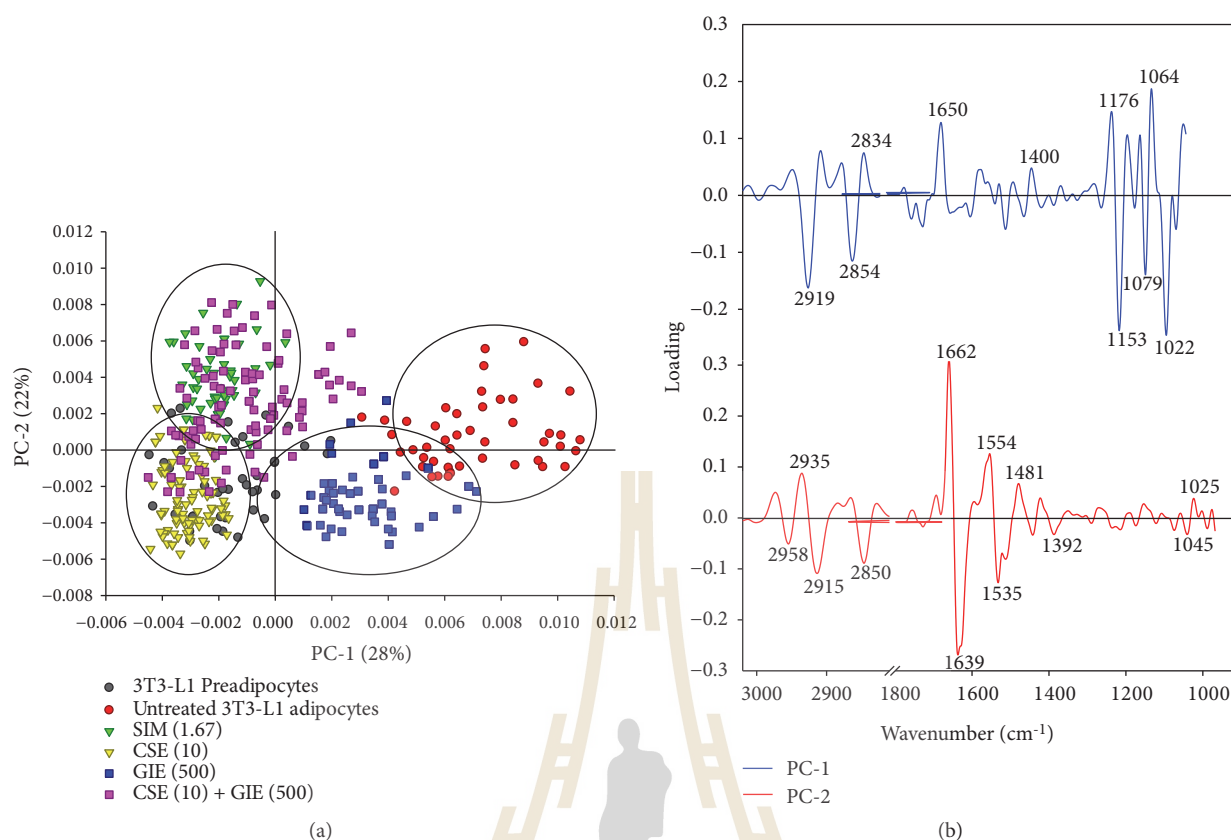 0.012
0.010
0.008
0.006
0.004
0.002
0.000
−0.002
−0.004
−0.006
−0.008
PC-2 (22%)
−0.006 −0.004 −0.002 0.000 0.002 0.004 0.006 0.008 0.010 0.012
PC-1 (28%)
3T3-L1 Preadipocytes
Untreated 3T3-L1 adipocytes
SIM (1.67)
CSE (10)
GIE (500)
CSE (10) + GIE (500)
(a)
0.3
0.2
0.1
0.0
−0.1
−0.2
0.3
0.2
0.1
0.0
−0.1
−0.2
−0.3
Loading
2834
1650
1400
1176
1064
2919
2854
1153
1079
1022
1662
2935
1554
1481
1025
2958
2915
2850
1639
1535
1392
1045
3000 2900 1800 1600 1400 1200 1000
Wavenumber (cm-1)
PC-1
PC-2
(b)